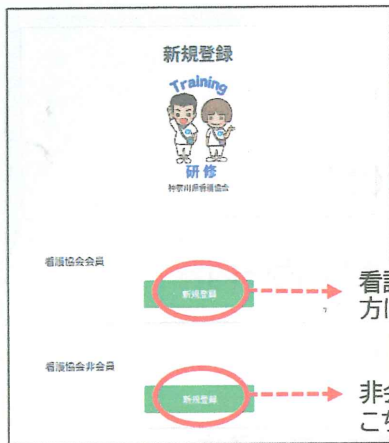 新規登録
Training
研修
神奈川県看護協会
看護協会会員
新規登録
看護
方に
看護協会非会員
新規登録
非会
こち